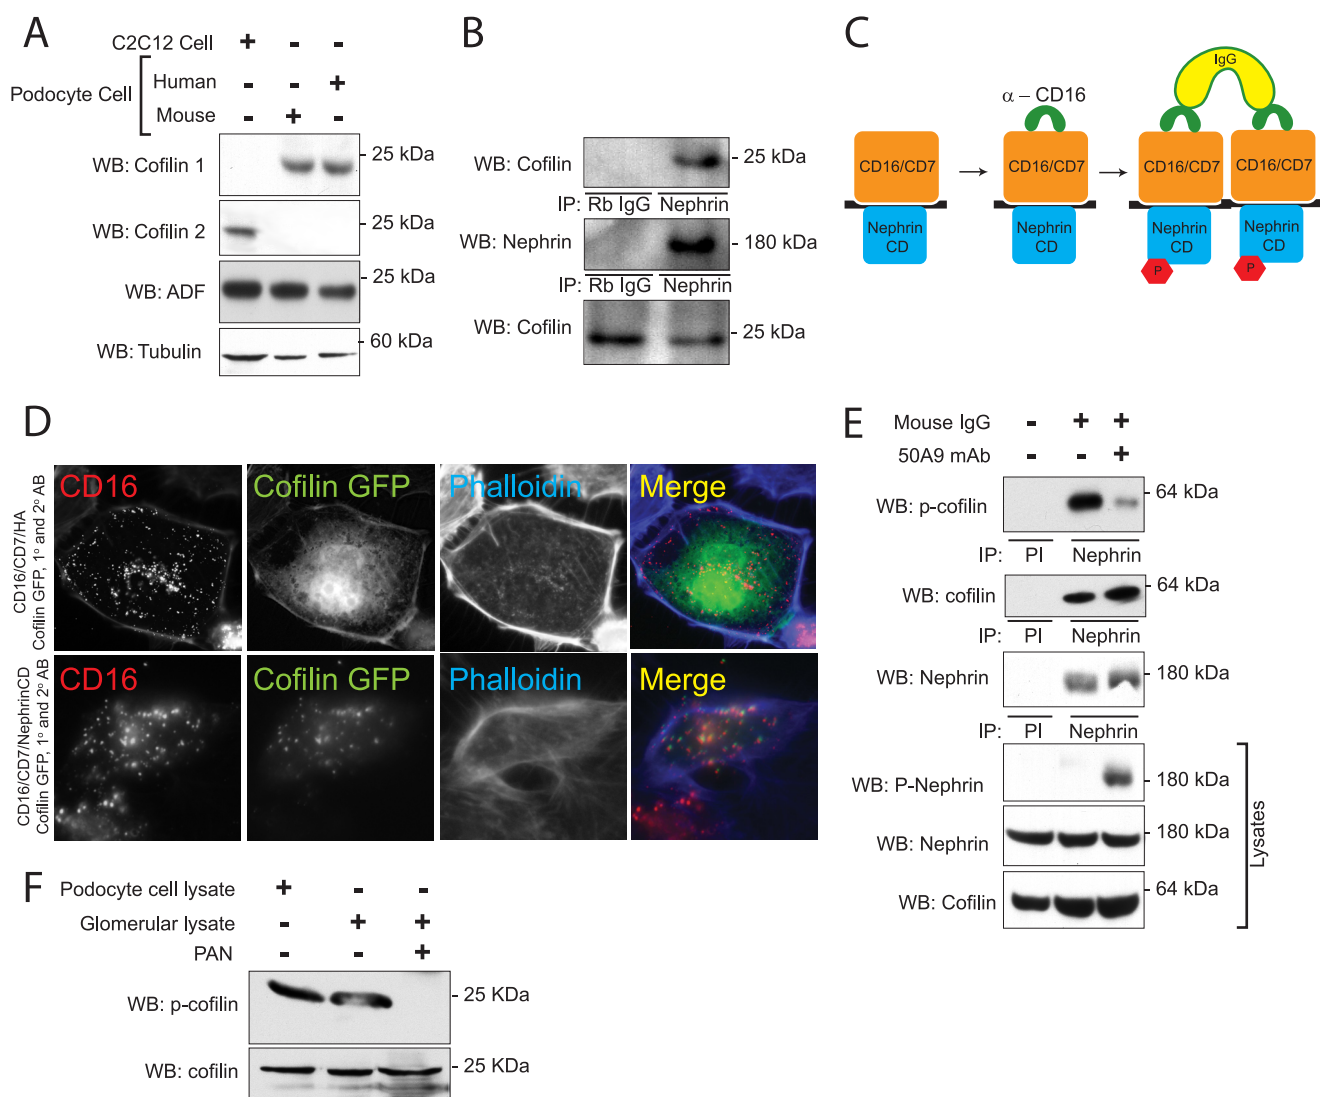 A
C2C12 Cell + - -
Podocyte Cell
Human - - +
Mouse - + -
WB: Cofilin 1
25 kDa
WB: Cofilin 2
25 kDa
WB: ADF
25 kDa
WB: Tubulin
60 kDa
B
WB: Cofilin
25 kDa
IP: Rb IgG Nephrin
WB: Nephrin
180 kDa
IP: Rb IgG Nephrin
WB: Cofilin
25 kDa
C
α – CD16
IgG
CD16/CD7
CD16/CD7
CD16/CD7
CD16/CD7
Nephrin
CD
Nephrin
CD
Nephrin
CD
Nephrin
CD
P
P
D
CD16/CD7/HA
Cofilin GFP, 1° and 2° AB
CD16
Cofilin GFP
Phalloidin
Merge
CD16/CD7/NephrinCD
Cofilin GFP, 1° and 2° AB
CD16
Cofilin GFP
Phalloidin
Merge
E
Mouse IgG - + +
50A9 mAb - - +
WB: p-cofilin
64 kDa
IP: PI Nephrin
WB: cofilin
64 kDa
IP: PI Nephrin
WB: Nephrin
180 kDa
IP: PI Nephrin
WB: P-Nephrin
180 kDa
WB: Nephrin
180 kDa
WB: Cofilin
64 kDa
Lysates
F
Podocyte cell lysate + - -
Glomerular lysate - + +
PAN - - +
WB: p-cofilin
25 KDa
WB: cofilin
25 KDa